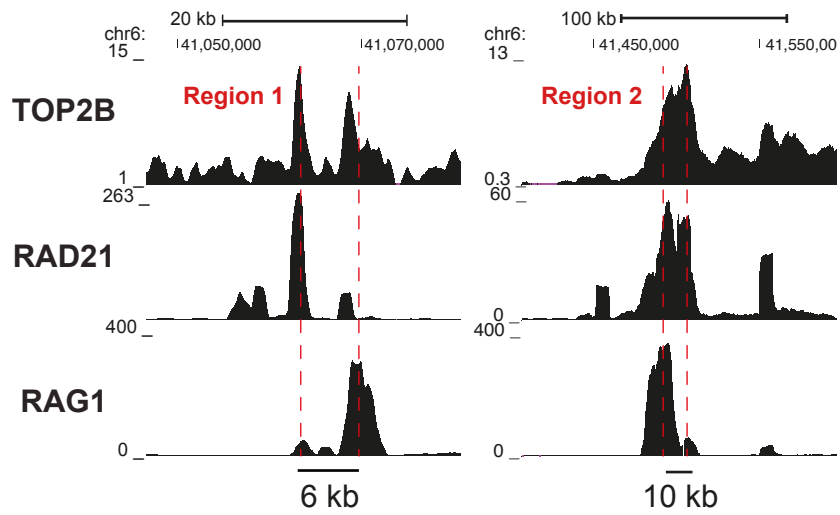 20 kb
100 kb
chr6:
41,050,000
41,070,000
chr6:
41,450,000
41,550,00
15
13
Region 1
Region 2
TOP2B
1
0.3
263
60
RAD21
0
400
400
RAG1
0
0
6 kb
10 kb